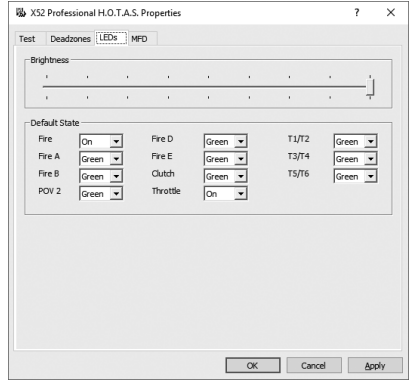 X52 Professional H.O.T.A.S. Properties ? X
Test Deadzones LEDs MFD
Brightness
Default State
Fire On Fire D Green T1/T2 Green
Fire A Green Fire E Green T3/T4 Green
Fire B Green Clutch Green T5/T6 Green
POV 2 Green Throttle On
OK Cancel Apply